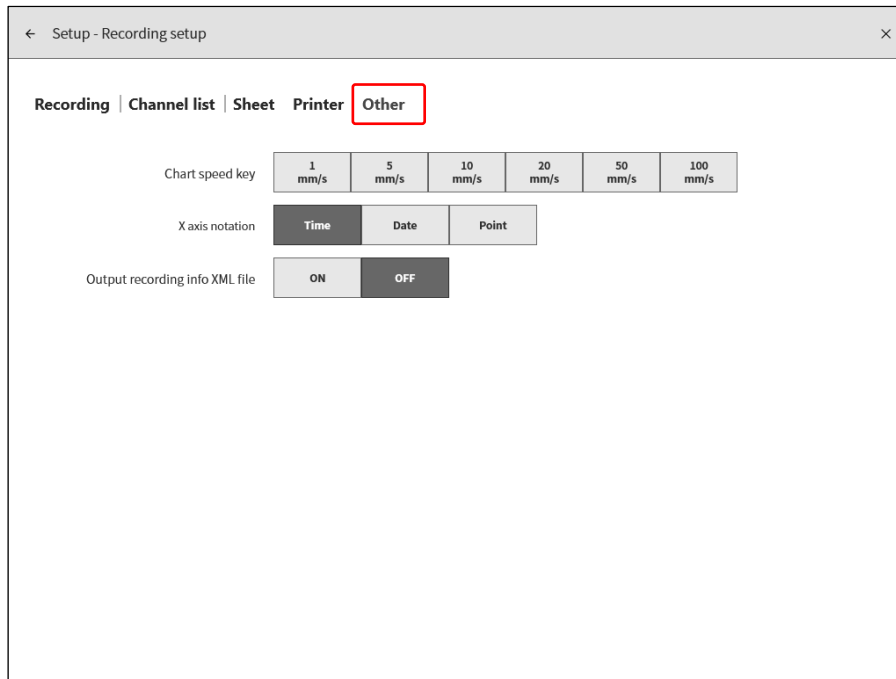 ← Setup - Recording setup ×
Recording | Channel list | Sheet Printer Other
Chart speed key 1 mm/s 5 mm/s 10 mm/s 20 mm/s 50 mm/s 100 mm/s
X axis notation Time Date Point
Output recording info XML file ON OFF